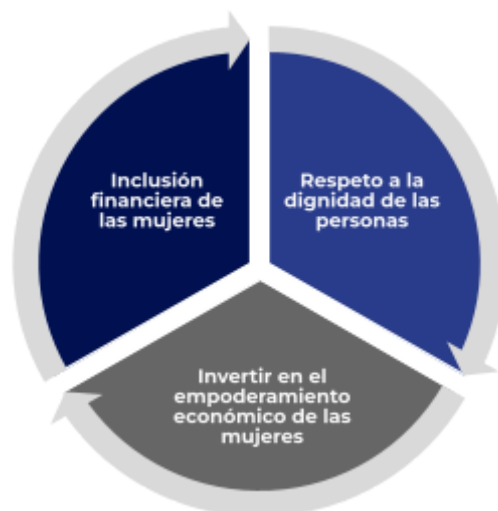 Inclusión
financiera de
las mujeres
Respeto a la
dignidad de las
personas
Invertir en el
empoderamiento
económico de las
mujeres